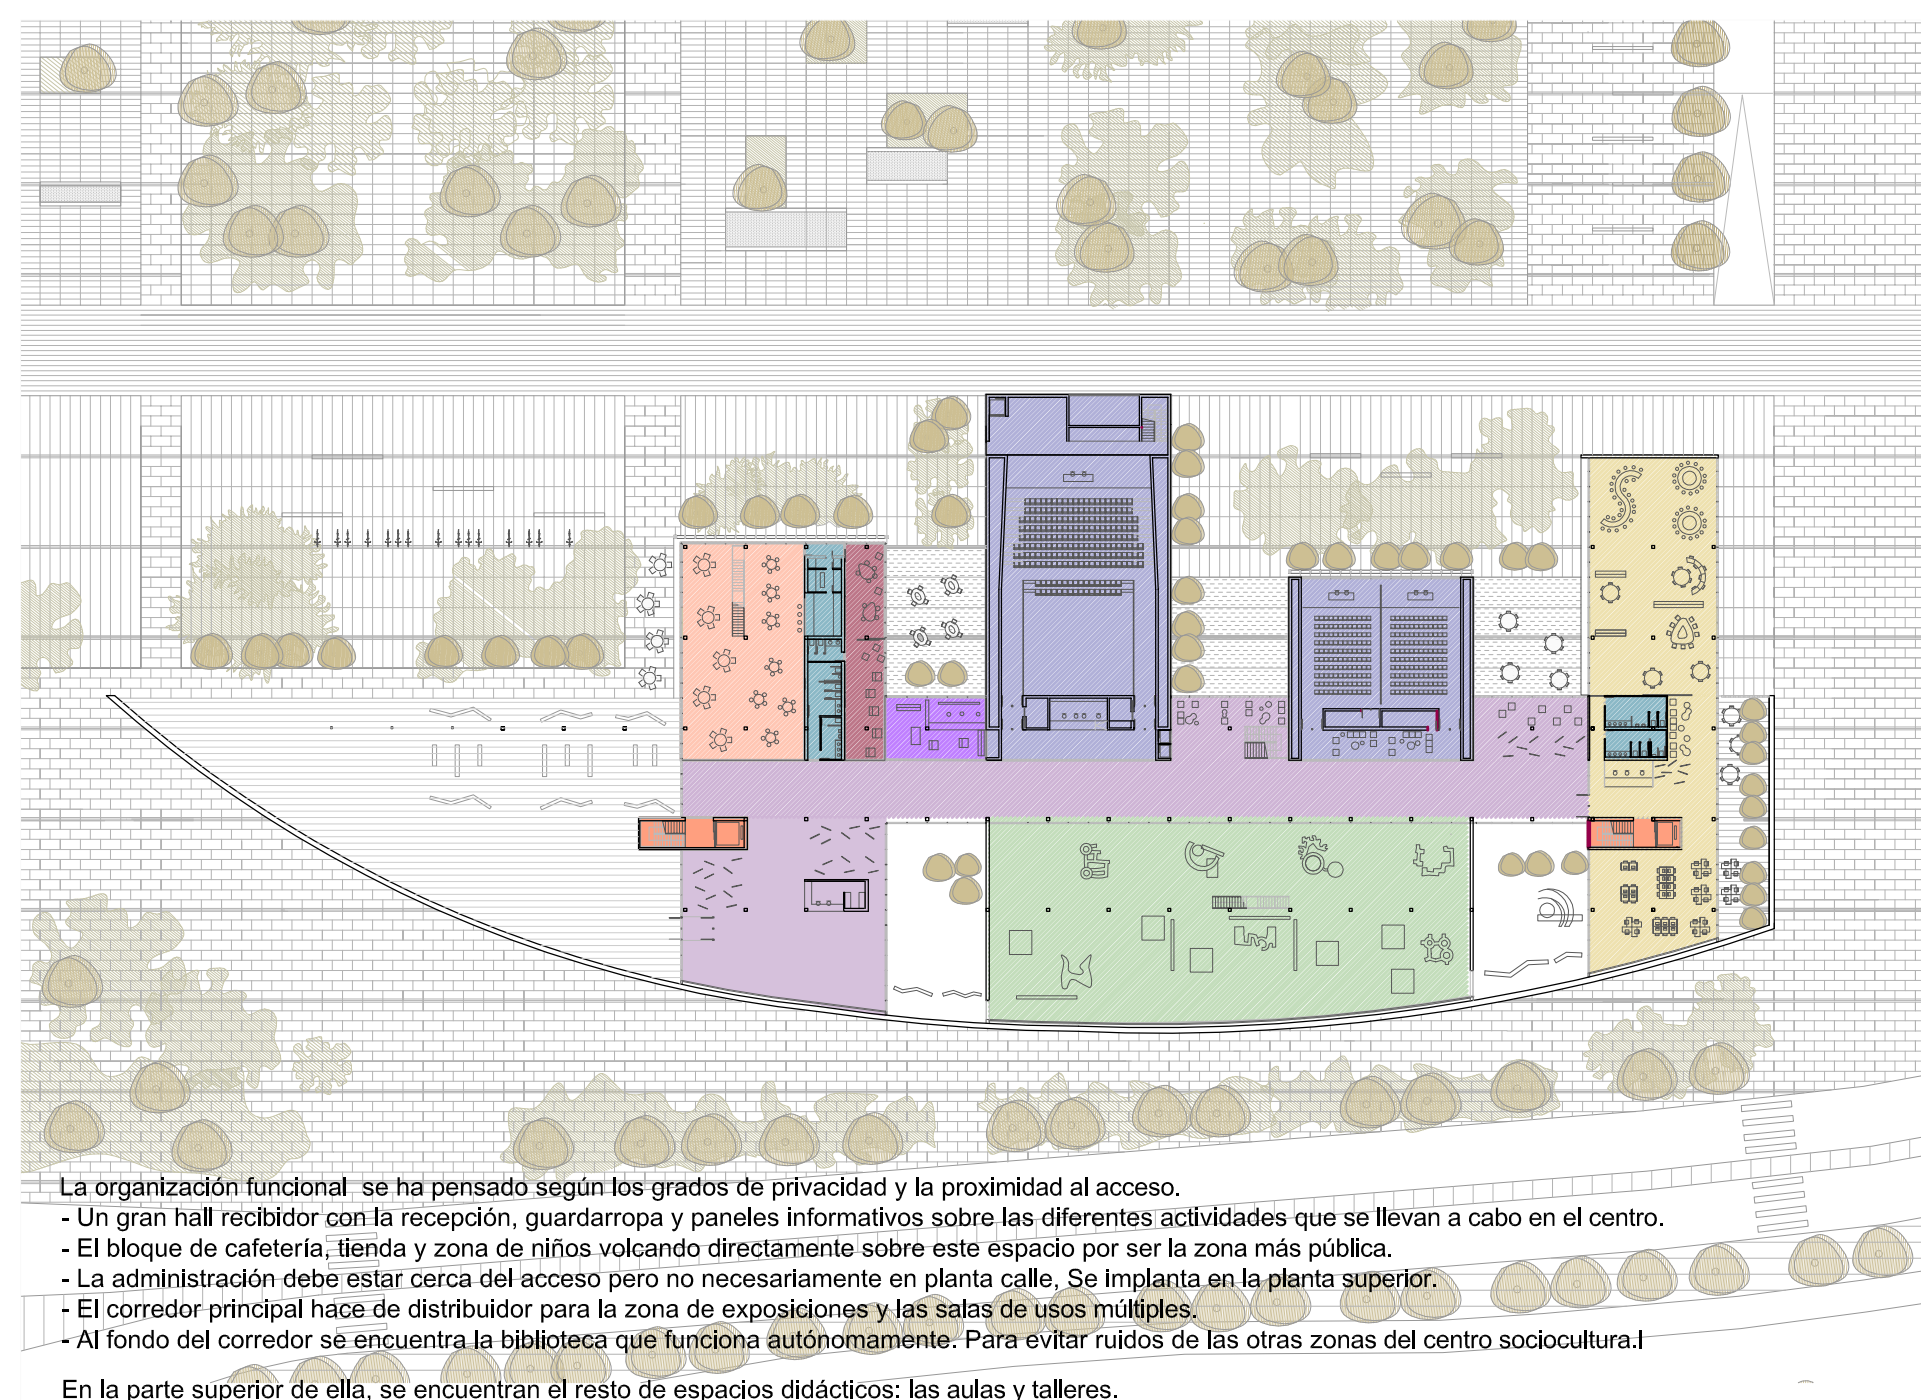 La organización funcional se ha pensado según los grados de privacidad y la proximidad al acceso.
- Un gran hall recibidor con la recepción, guardarropa y paneles informativos sobre las diferentes actividades que se llevan a cabo en el centro.
- El bloque de cafetería, tienda y zona de niños volcando directamente sobre este espacio por ser la zona más pública.
- La administración debe estar cerca del acceso pero no necesariamente en planta calle, Se implanta en la planta superior.
- El corredor principal hace de distribuidor para la zona de exposiciones y las salas de usos múltiples.
- Al fondo del corredor se encuentra la biblioteca que funciona autónomamente. Para evitar ruidos de las otras zonas del centro sociocultura.l
En la parte superior de ella, se encuentran el resto de espacios didácticos: las aulas y talleres.